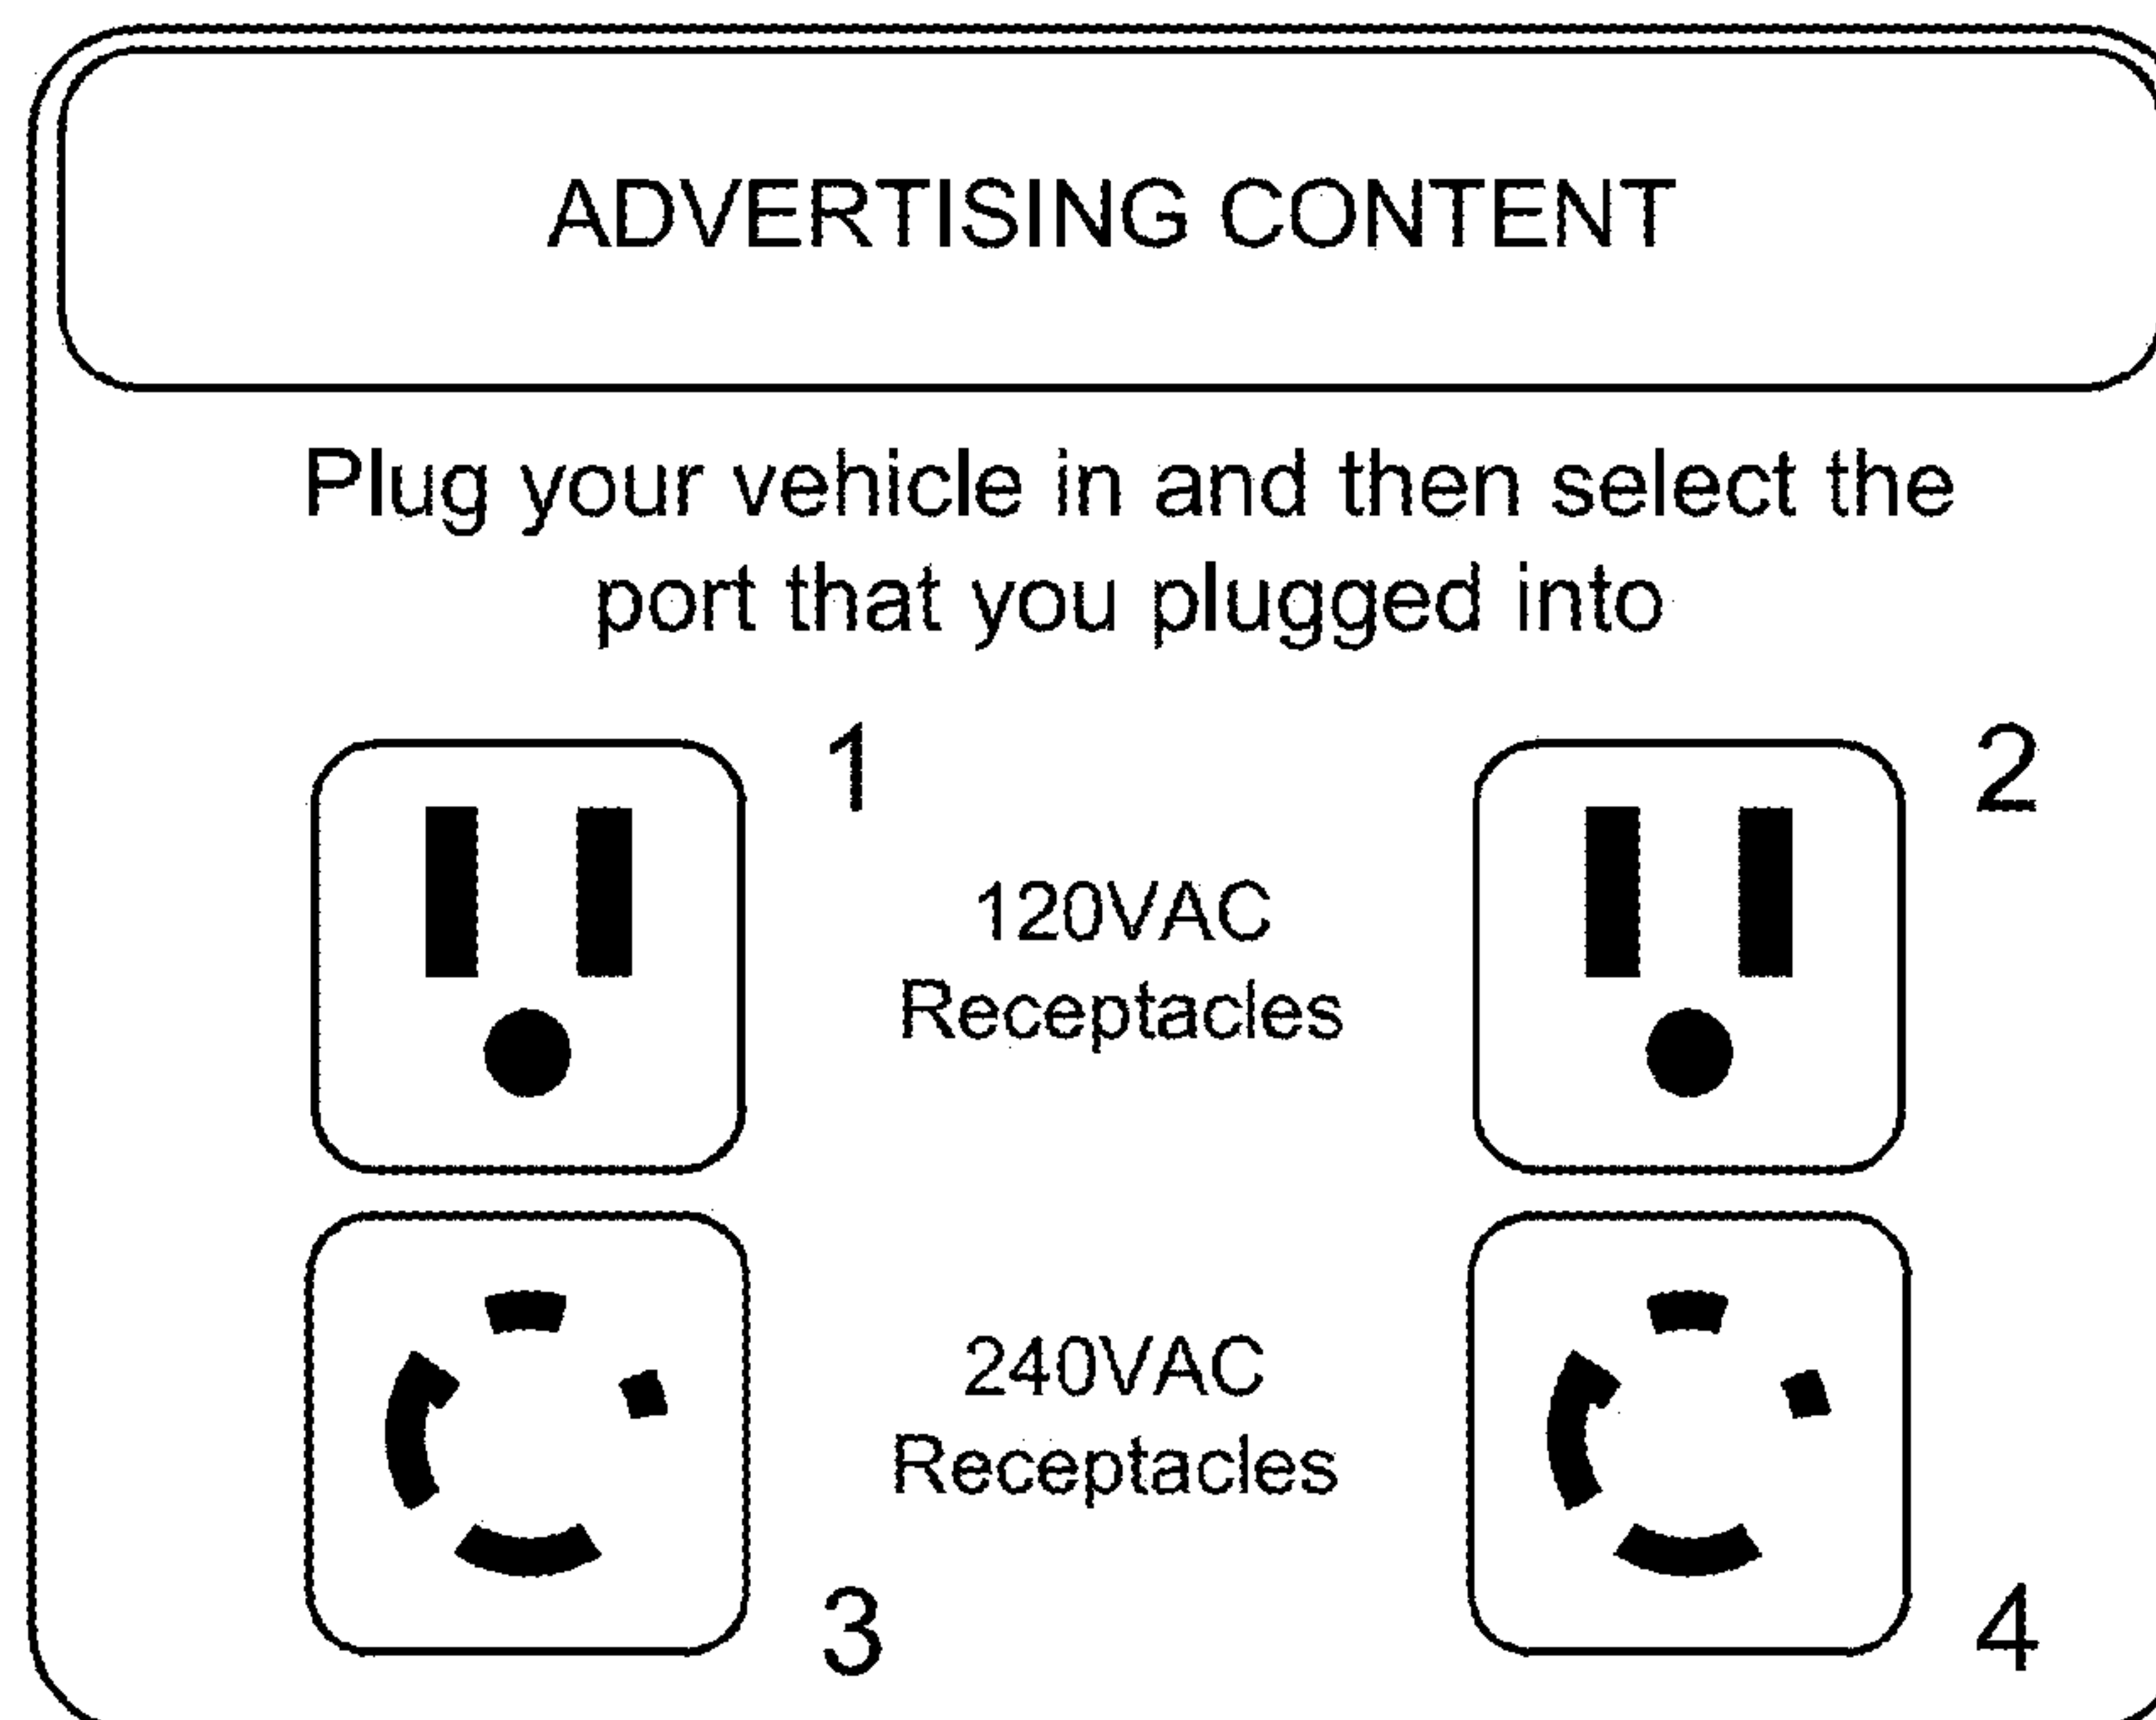 ADVERTISING CONTENT
Plug your vehicle in and then select the
port that you plugged into
1
2
120VAC
Receptacles
240VAC
Receptacles
3
4